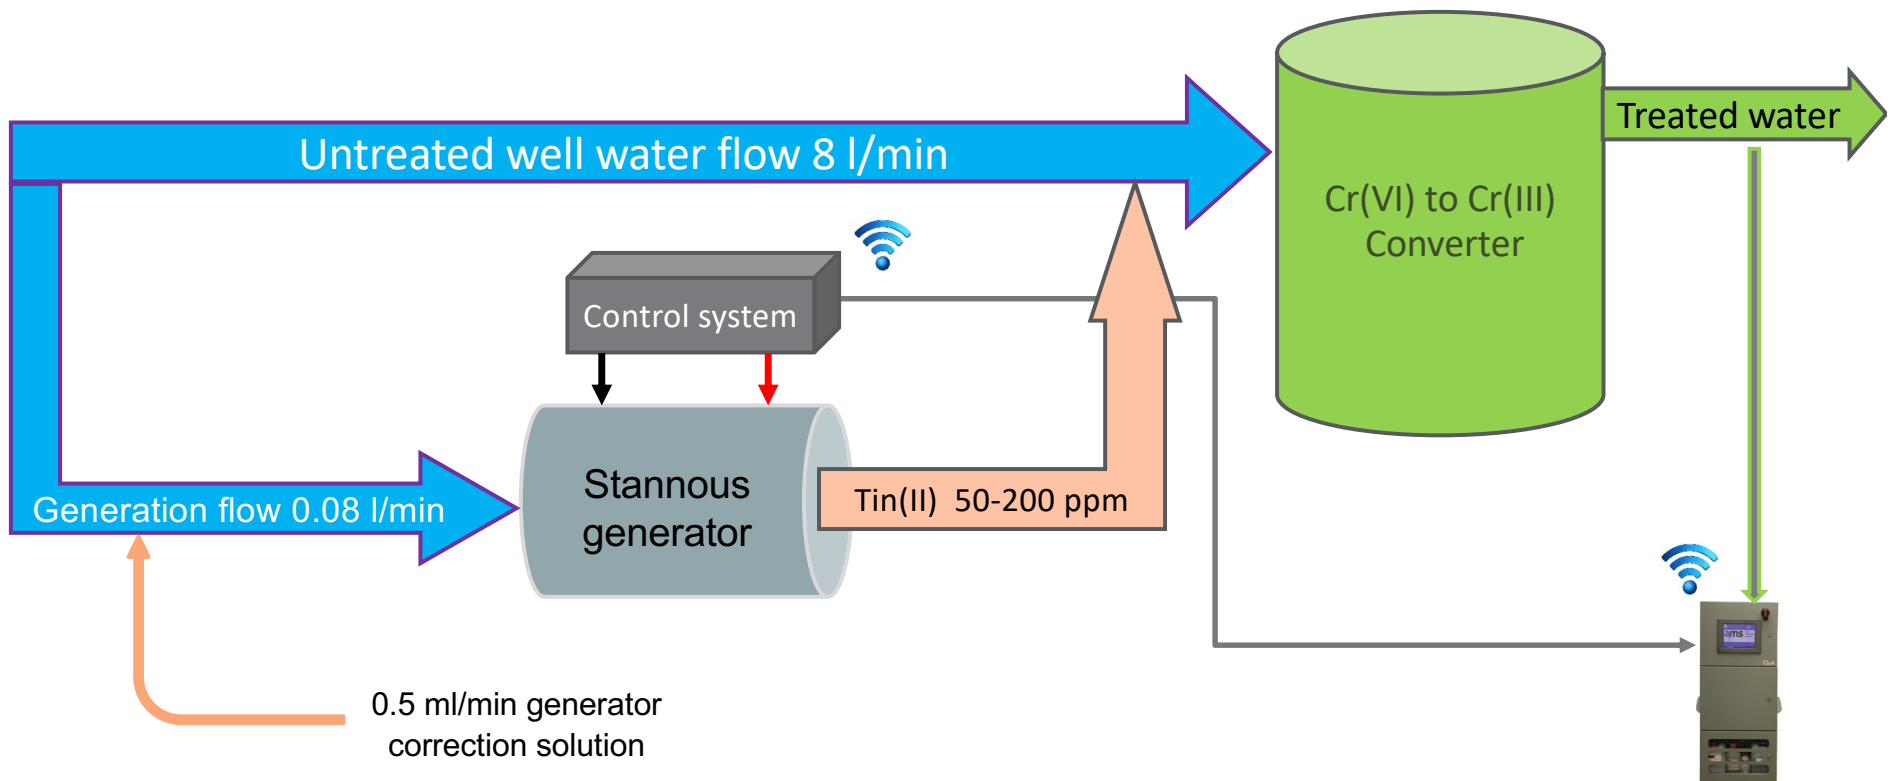 Untreated well water flow 8 l/min
Treated water
Cr(VI) to Cr(III)
Converter
Control system
Stannous
generator
Generation flow 0.08 l/min
Tin(II)  50-200 ppm
0.5 ml/min generator
correction solution
ams